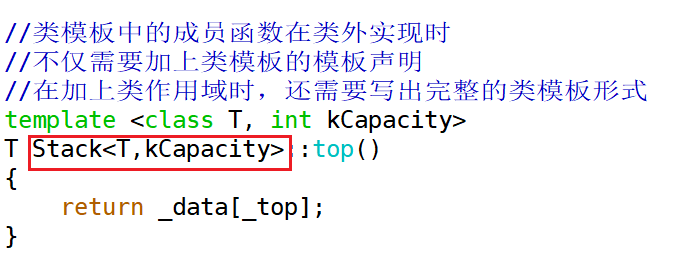 //类模板中的成员函数在类外实现时
//不仅需要加上类模板的模板声明
//在加上类作用域时，还需要写出完整的类模板形式
template <class T, int kCapacity>
T Stack<T,kCapacity>::top()
{
    return _data[_top];
}